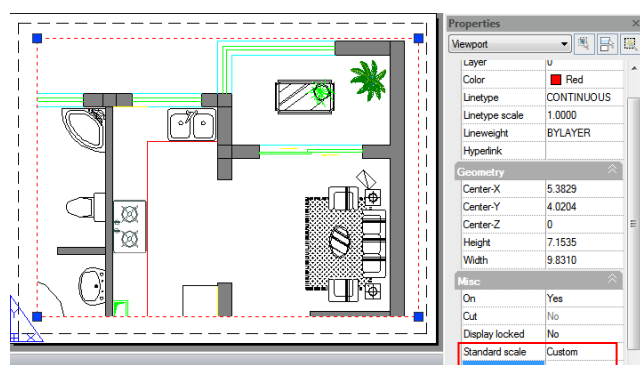 Properties
Viewport
Layer 0
Color Red
Linetype CONTINUOUS
Linetype scale 1.0000
Lineweight BYLAYER
Hyperlink
Geometry
Center-X 5.3829
Center-Y 4.0204
Center-Z 0
Height 7.1535
Width 9.8310
Misc
On Yes
Cut No
Display locked No
Standard scale Custom
X